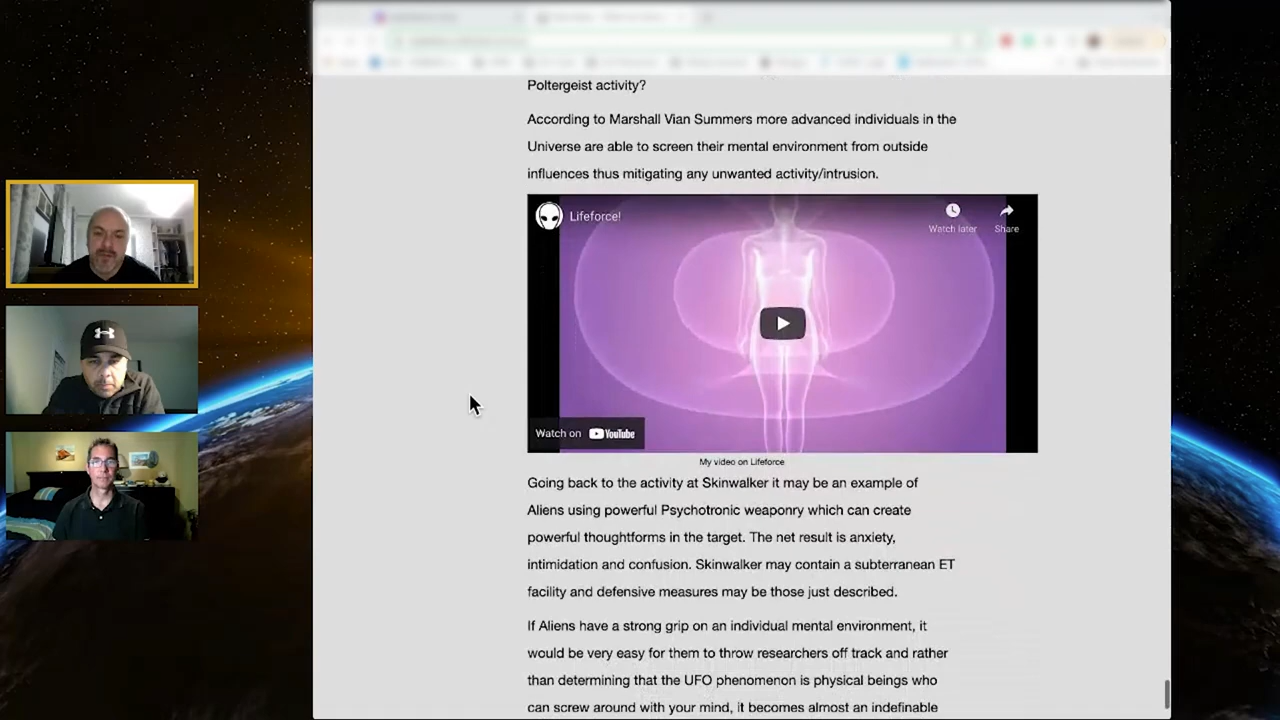 Poltergeist activity?
According to Marshall Vian Summers more advanced individuals in the
Universe are able to screen their mental environment from outside
influences thus mitigating any unwanted activity/intrusion.
Lifeforce!
Watch later
Share
Watch on YouTube
My video on Lifeforce
Going back to the activity at Skinwalker it may be an example of
Aliens using powerful Psychotronic weaponry which can create
powerful thoughtforms in the target. The net result is anxiety,
intimidation and confusion. Skinwalker may contain a subterranean ET
facility and defensive measures may be those just described.
If Aliens have a strong grip on an individual mental environment, it
would be very easy for them to throw researchers off track and rather
than determining that the UFO phenomenon is physical beings who
can screw around with your mind, it becomes almost an indefinable